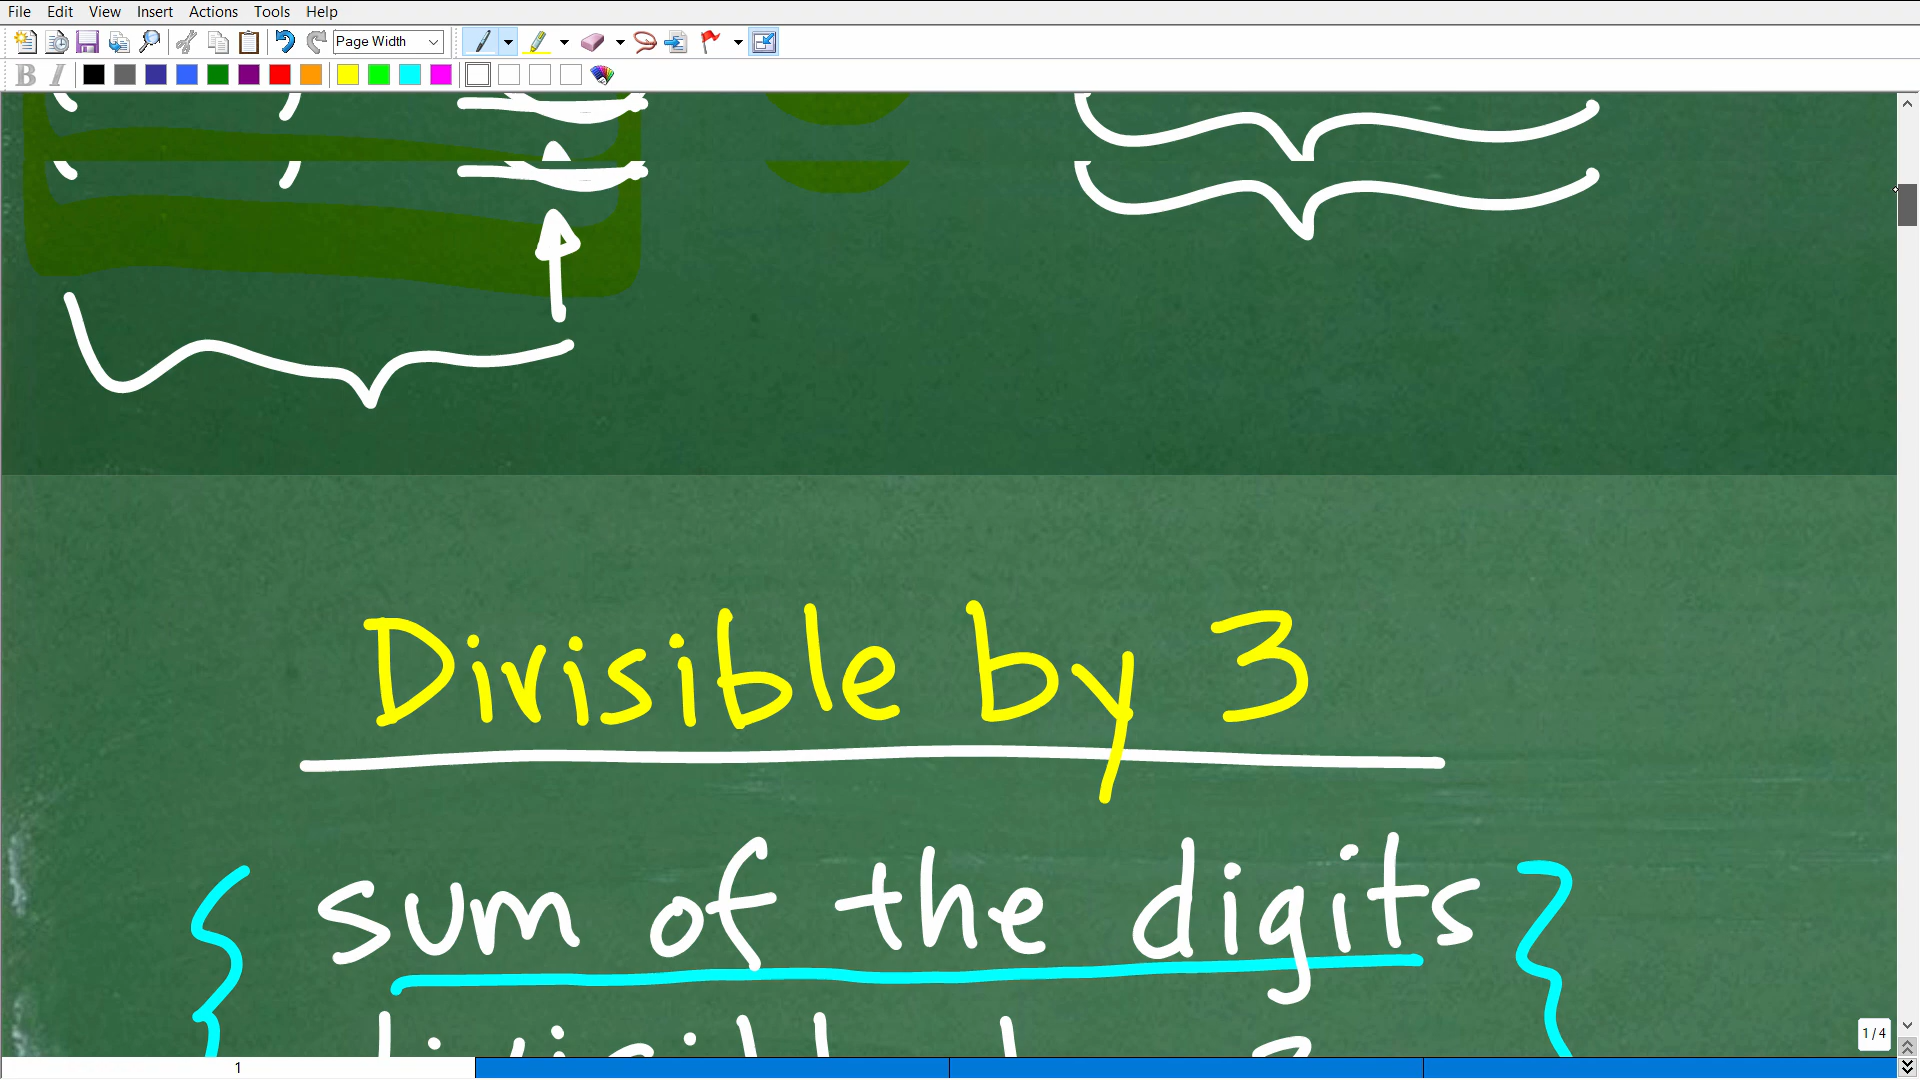 File Edit View Insert Actions Tools Help
Page Width
B I
Divisible by 3
sum of the digits
1 / 4
1